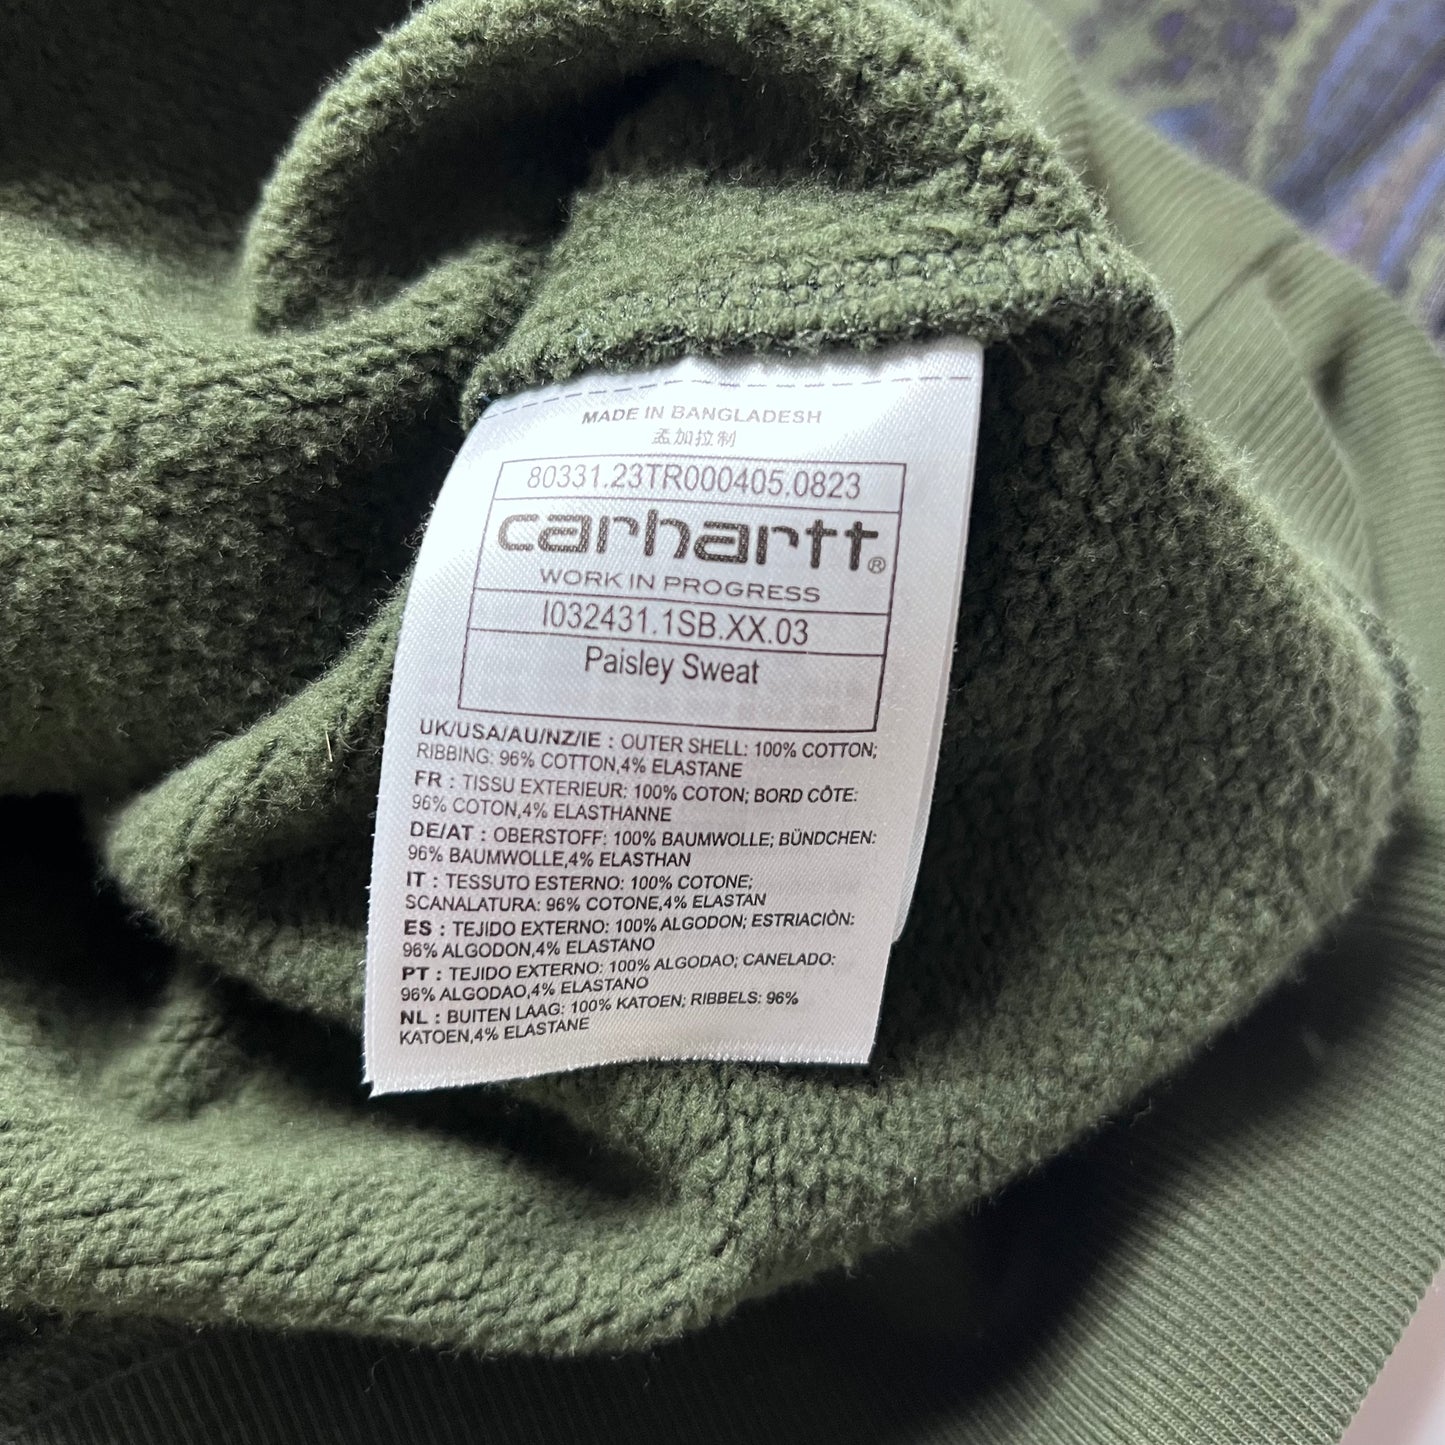 MADE IN BANGLADESH
孟加拉制
80331.23TR000405.0823
carhartt®
WORK IN PROGRESS
I032431.1SB.XX.03
Paisley Sweat
UK/USA/AU/NZ/IE : OUTER SHELL: 100% COTTON;
RIBBING: 96% COTTON,4% ELASTANE
FR : TISSU EXTERIEUR: 100% COTON; BORD CÔTE:
96% COTON,4% ELASTHANNE
DE/AT : OBERSTOFF: 100% BAUMWOLLE; BÜNDCHEN:
96% BAUMWOLLE,4% ELASTHAN
IT : TESSUTO ESTERNO: 100% COTONE;
SCANALATURA: 96% COTONE,4% ELASTAN
ES : TEJIDO EXTERNO: 100% ALGODON; ESTRIACIÒN:
96% ALGODON,4% ELASTANO
PT : TEJIDO EXTERNO: 100% ALGODAO; CANELADO:
96% ALGODAO,4% ELASTANO
NL : BUITEN LAAG: 100% KATOEN; RIBBELS: 96%
KATOEN,4% ELASTANE